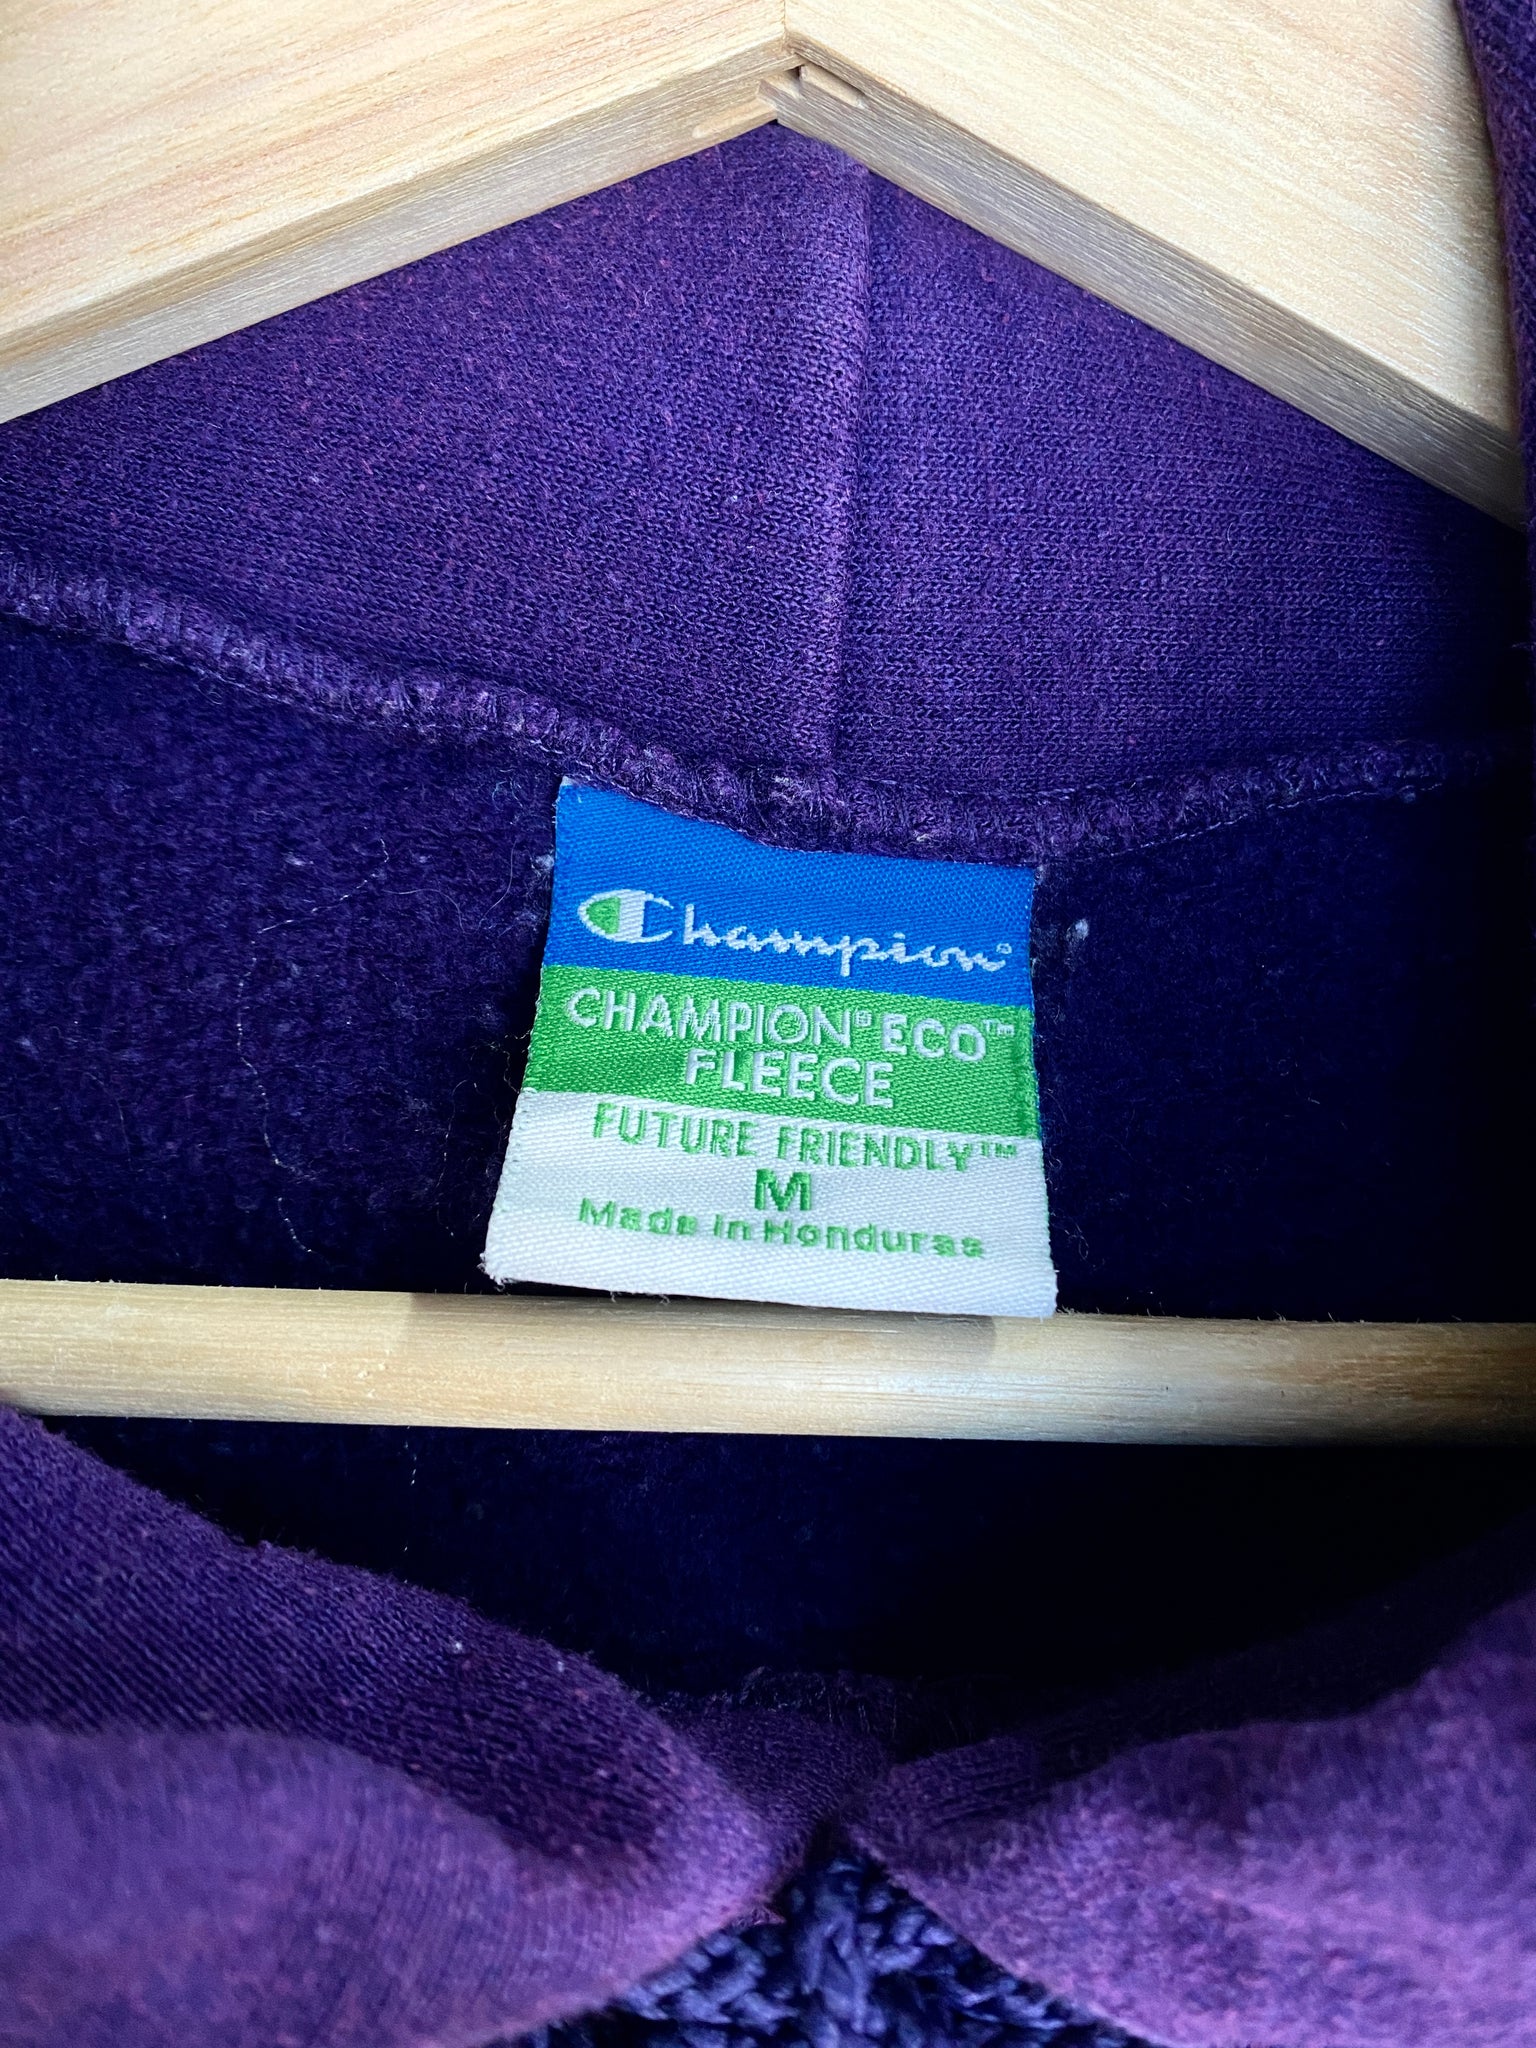 Champion®
CHAMPION® ECO™
FLEECE
FUTURE FRIENDLY™
M
Made in Honduras